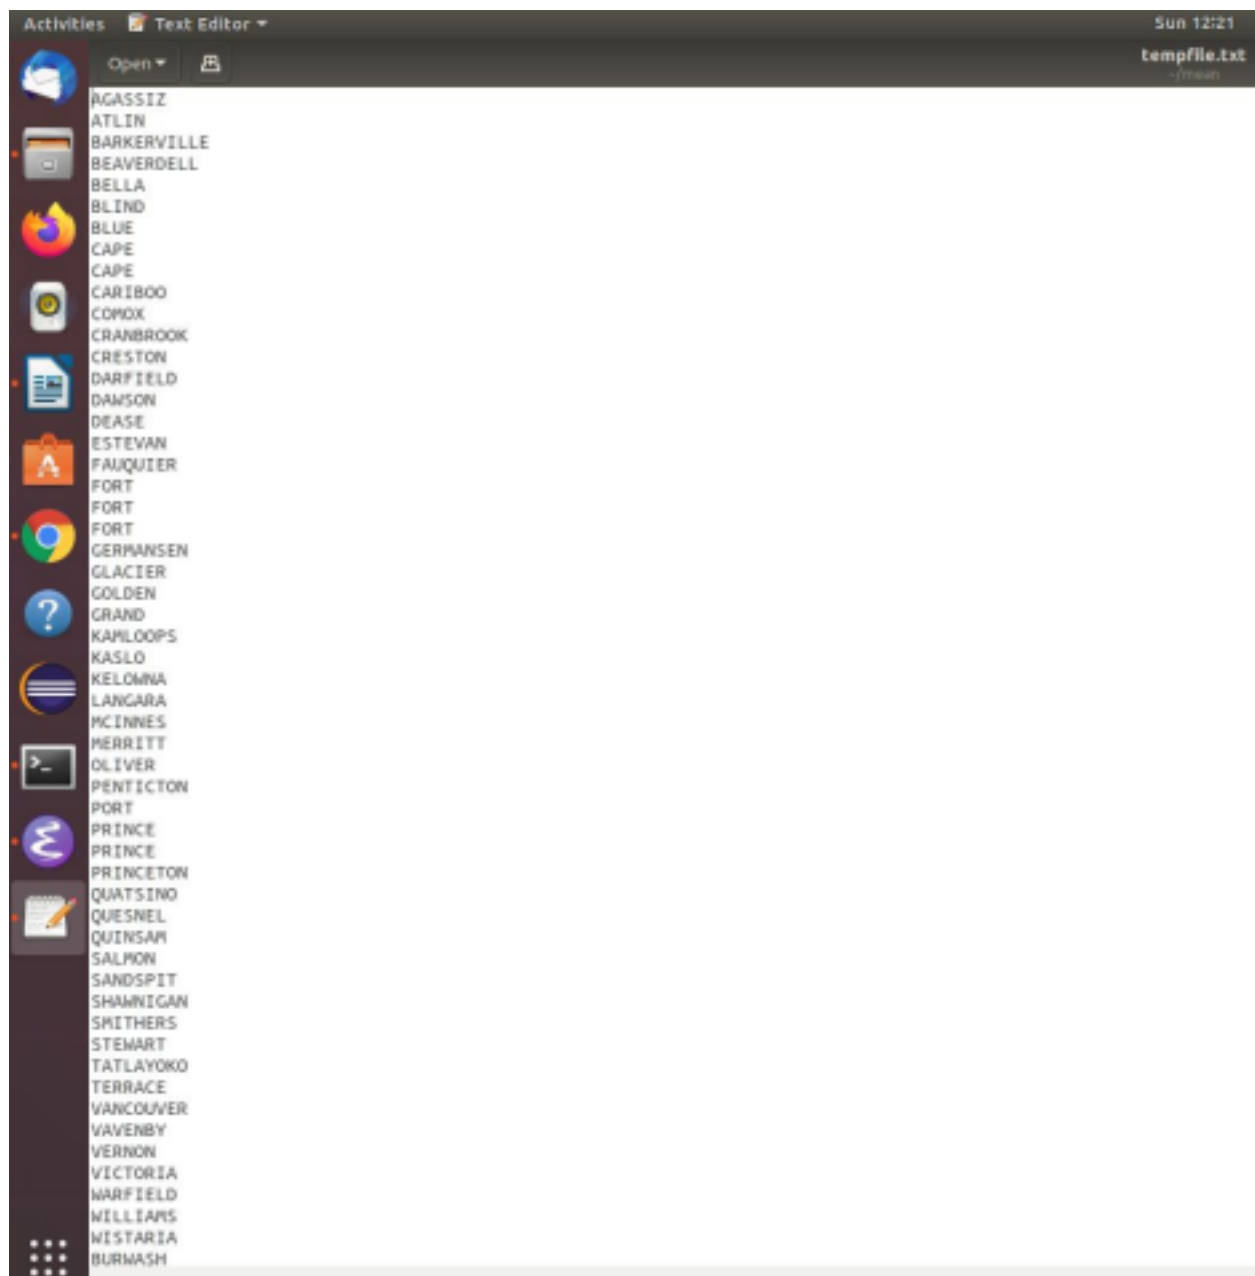 Activities Text Editor Sun 12:21
Open tempfile.txt
~/mean
AGASSIZ
ATLIN
BARKERVILLE
BEAVERDELL
BELLA
BLIND
BLUE
CAPE
CAPE
CARIBOO
COMOX
CRANBROOK
CRESTON
DARFIELD
DAWSON
DEASE
ESTEVAN
FAUQUIER
FORT
FORT
FORT
GERMANSEN
GLACIER
GOLDEN
GRAND
KAMLOOPS
KASLO
KELOWNA
LANGARA
MCINNES
MERRITT
OLIVER
PENTICTON
PORT
PRINCE
PRINCE
PRINCETON
QUATSINO
QUESNEL
QUINSAM
SALMON
SANDSPIT
SHAWNIGAN
SMITHERS
STEWART
TATLAYOKO
TERRACE
VANCOUVER
VAVENBY
VERNON
VICTORIA
WARFIELD
WILLIAMS
WISTARIA
BURWASH